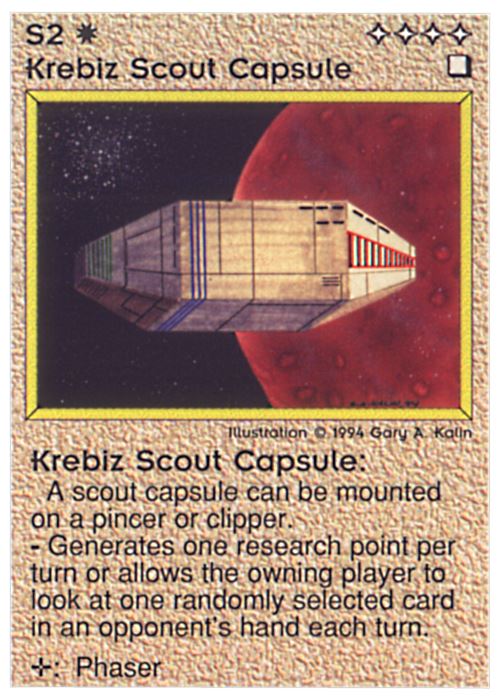 S2
Krebiz Scout Capsule
Illustration © 1994 Gary A. Kalin
Krebiz Scout Capsule:
A scout capsule can be mounted
on a pincer or clipper.
- Generates one research point per
turn or allows the owning player to
look at one randomly selected card
in an opponent's hand each turn.
: Phaser